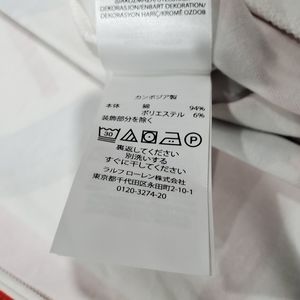 DEKORASYON/ENBART DEKORATION/
DEKORASYON HARİÇ/KROMĚ OZDOB
カンボジア製
本体 綿 94%
ポリエステル 6%
装飾部分を除く
30
裏返してください
別洗いする
すぐに干してください
ラルフ ローレン株式会社
東京都千代田区永田町2-10-1
0120-3274-20